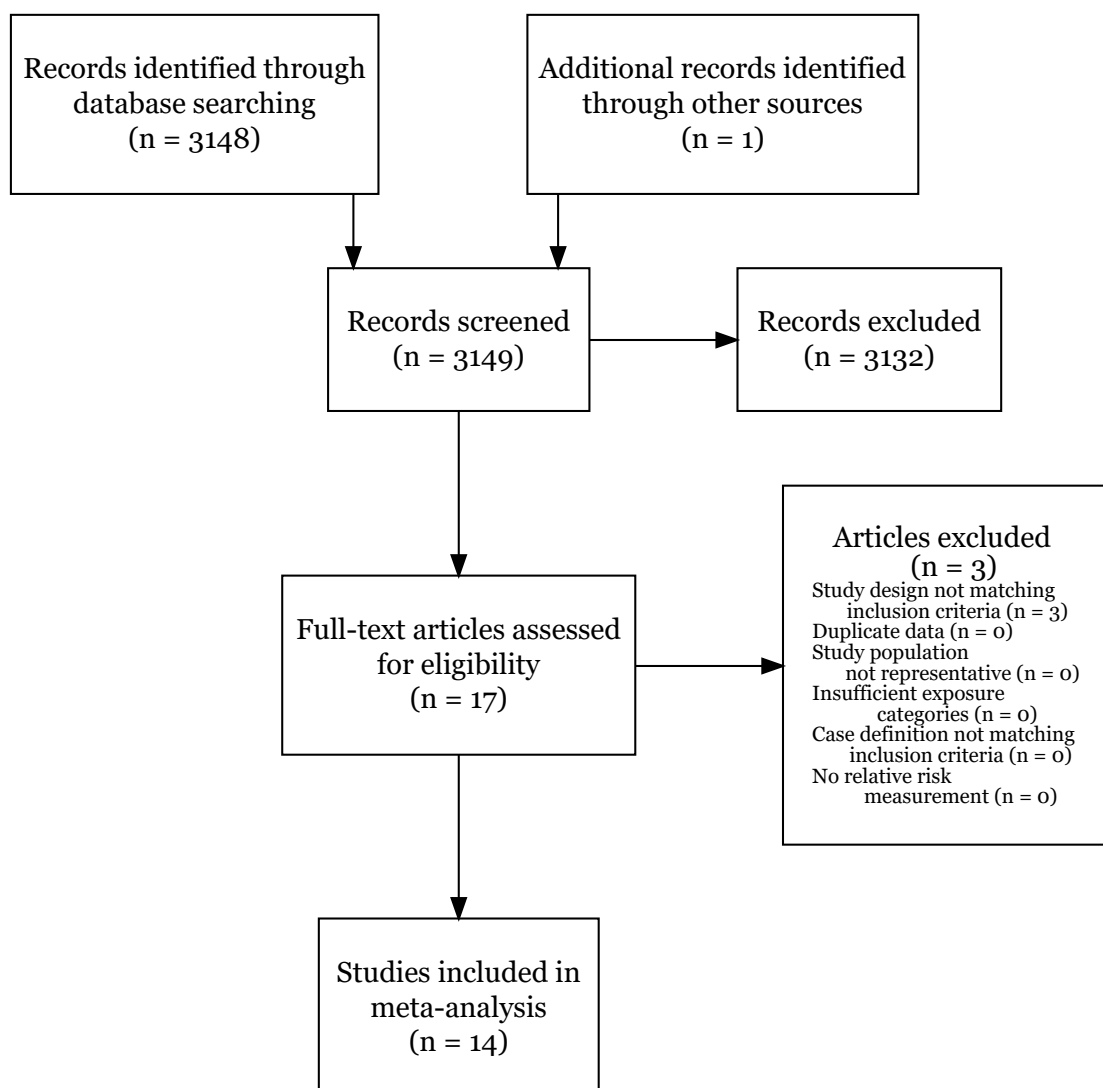 Records identified through
database searching
(n = 3148)
Additional records identified
through other sources
(n = 1)
Records screened
(n = 3149)
Records excluded
(n = 3132)
Full-text articles assessed
for eligibility
(n = 17)
Articles excluded
(n = 3)
Study design not matching
inclusion criteria (n = 3)
Duplicate data (n = 0)
Study population
not representative (n = 0)
Insufficient exposure
categories (n = 0)
Case definition not matching
inclusion criteria (n = 0)
No relative risk
measurement (n = 0)
Studies included in
meta-analysis
(n = 14)